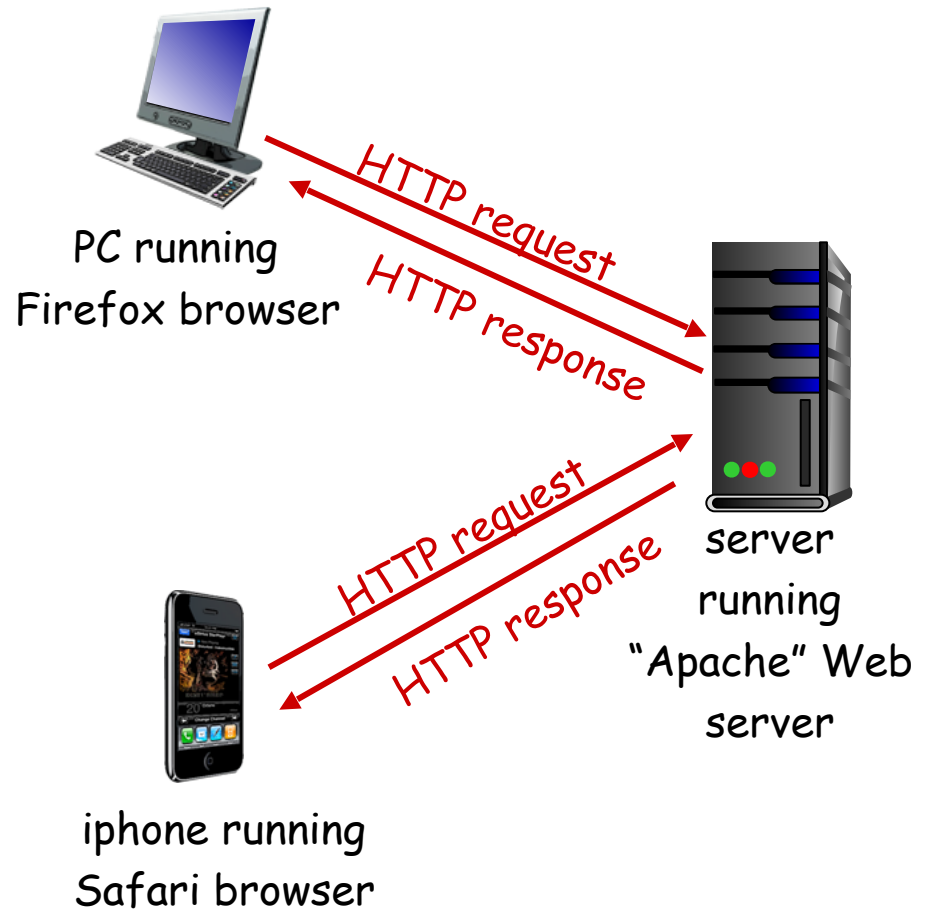 HTTP request
HTTP response
PC running
Firefox browser
HTTP request
HTTP response
server
running
“Apache” Web
server
iphone running
Safari browser